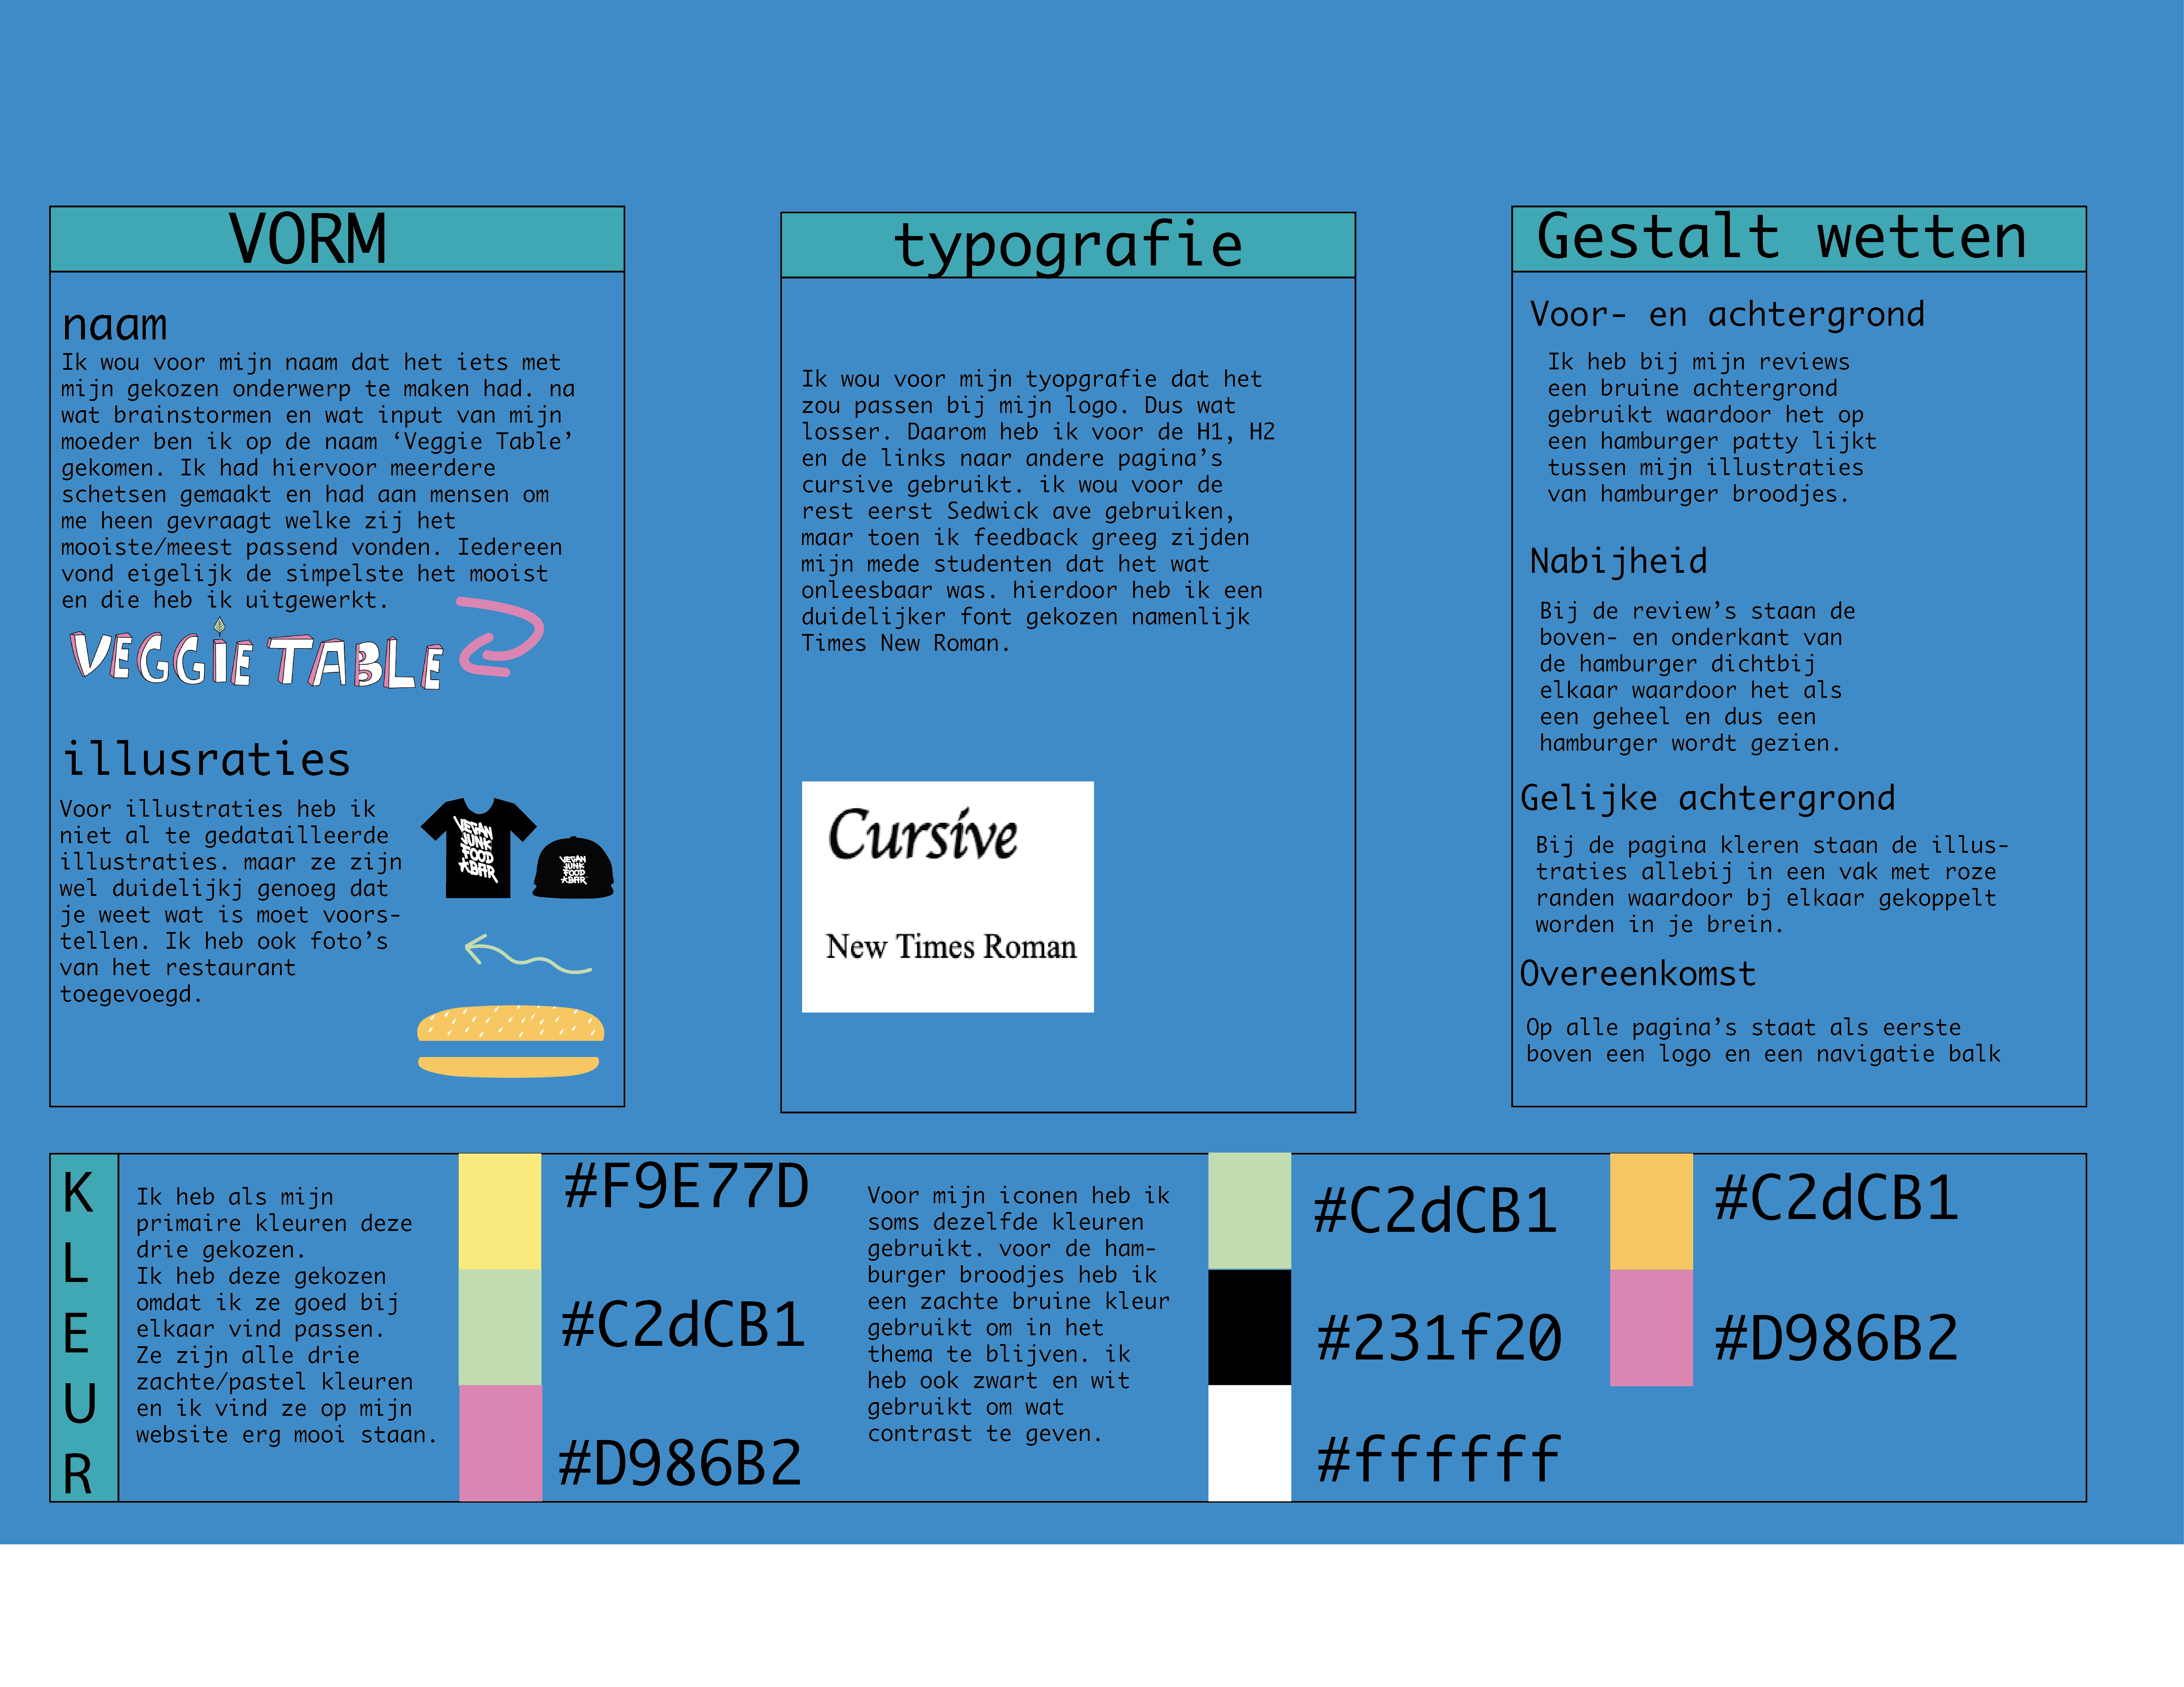 VORM
naam
Ik wou voor mijn naam dat het iets met
mijn gekozen onderwerp te maken had. na
wat brainstormen en wat input van mijn
moeder ben ik op de naam ‘Veggie Table’
gekomen. Ik had hiervoor meerdere
schetsen gemaakt en had aan mensen om
me heen gevraagt welke zij het
mooiste/meest passend vonden. Iedereen
vond eigelijk de simpelste het mooist
en die heb ik uitgewerkt.
VEGGiE TABLE
illusraties
Voor illustraties heb ik
niet al te gedatailleerde
illustraties. maar ze zijn
wel duidelijkj genoeg dat
je weet wat is moet voors-
tellen. Ik heb ook foto’s
van het restaurant
toegevoegd.
VEGAN
JUNK
FOOD
BAR
VEGAN
JUNK
FOOD
BAR
typografie
Ik wou voor mijn tyopgrafie dat het
zou passen bij mijn logo. Dus wat
losser. Daarom heb ik voor de H1, H2
en de links naar andere pagina’s
cursive gebruikt. ik wou voor de
rest eerst Sedwick ave gebruiken,
maar toen ik feedback greeg zijden
mijn mede studenten dat het wat
onleesbaar was. hierdoor heb ik een
duidelijker font gekozen namenlijk
Times New Roman.
Cursive
New Times Roman
Gestalt wetten
Voor- en achtergrond
Ik heb bij mijn reviews
een bruine achtergrond
gebruikt waardoor het op
een hamburger patty lijkt
tussen mijn illustraties
van hamburger broodjes.
Nabijheid
Bij de review’s staan de
boven- en onderkant van
de hamburger dichtbij
elkaar waardoor het als
een geheel en dus een
hamburger wordt gezien.
Gelijke achtergrond
Bij de pagina kleren staan de illus-
traties allebij in een vak met roze
randen waardoor bj elkaar gekoppelt
worden in je brein.
Overeenkomst
Op alle pagina’s staat als eerste
boven een logo en een navigatie balk
K
L
E
U
R
Ik heb als mijn
primaire kleuren deze
drie gekozen.
Ik heb deze gekozen
omdat ik ze goed bij
elkaar vind passen.
Ze zijn alle drie
zachte/pastel kleuren
en ik vind ze op mijn
website erg mooi staan.
#F9E77D
#C2dCB1
#D986B2
Voor mijn iconen heb ik
soms dezelfde kleuren
gebruikt. voor de ham-
burger broodjes heb ik
een zachte bruine kleur
gebruikt om in het
thema te blijven. ik
heb ook zwart en wit
gebruikt om wat
contrast te geven.
#C2dCB1
#231f20
#ffffff
#C2dCB1
#D986B2